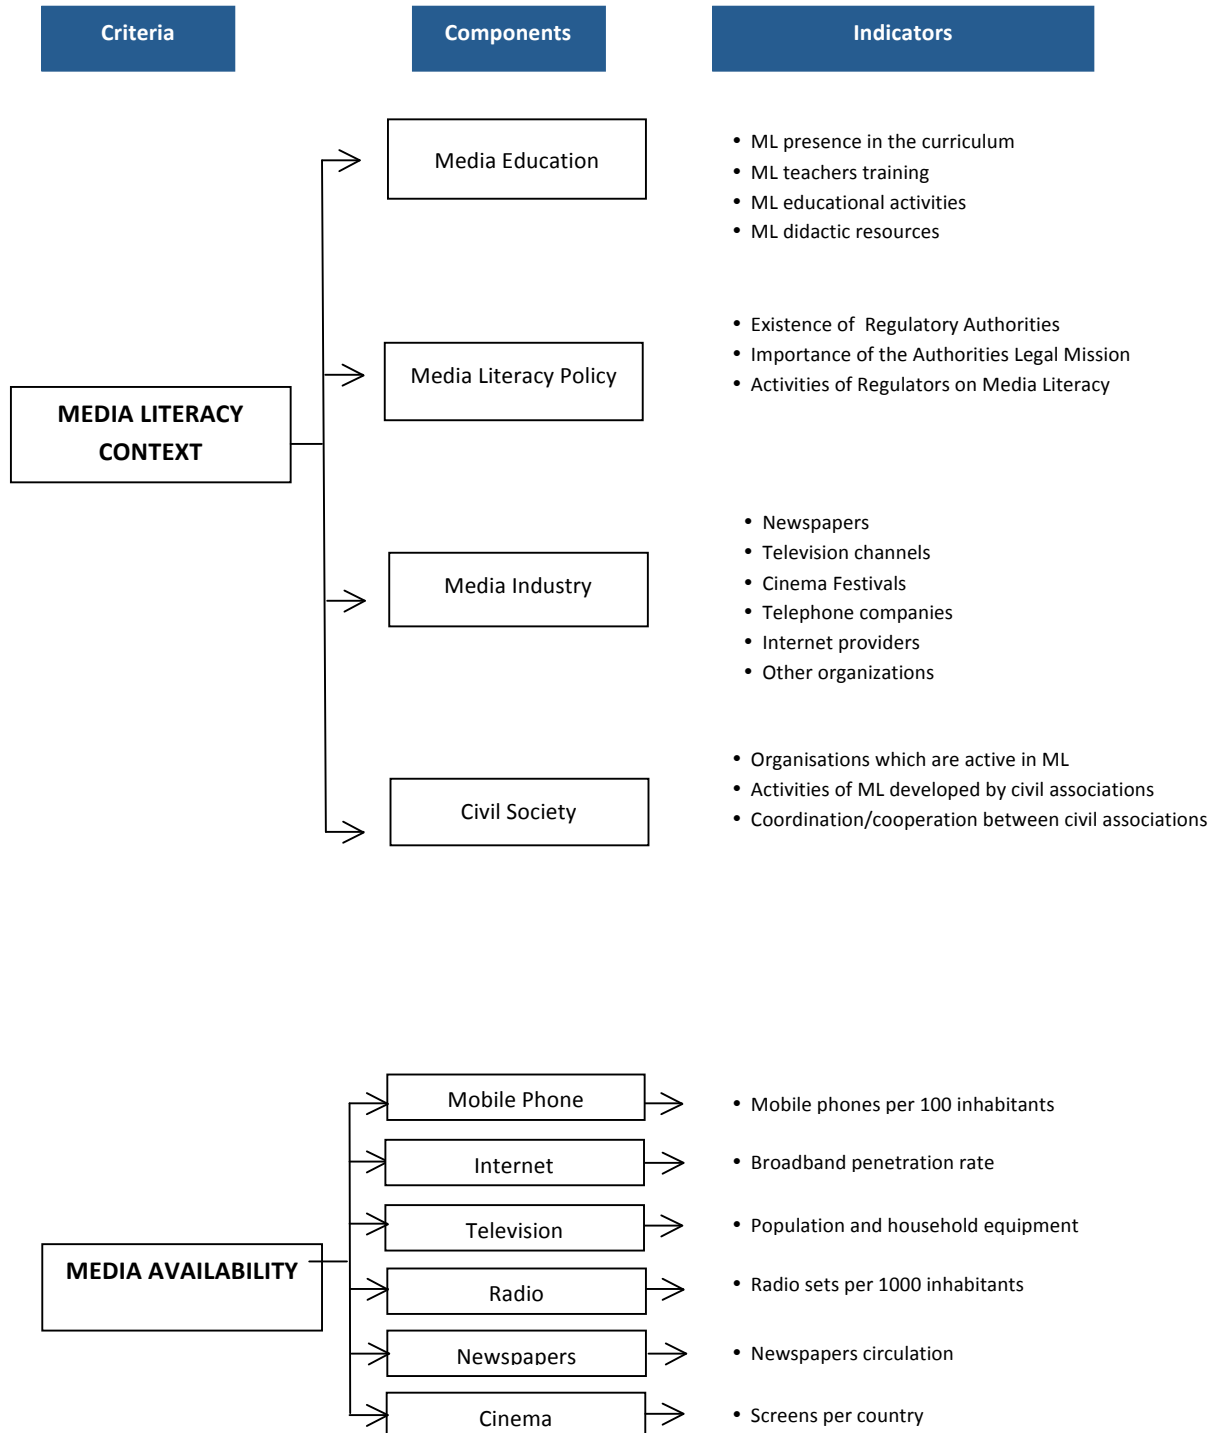 Criteria
Components
Indicators
Media Education
• ML presence in the curriculum
• ML teachers training
• ML educational activities
• ML didactic resources
MEDIA LITERACY
CONTEXT
Media Literacy Policy
• Existence of Regulatory Authorities
• Importance of the Authorities Legal Mission
• Activities of Regulators on Media Literacy
Media Industry
• Newspapers
• Television channels
• Cinema Festivals
• Telephone companies
• Internet providers
• Other organizations
Civil Society
• Organisations which are active in ML
• Activities of ML developed by civil associations
• Coordination/cooperation between civil associations
MEDIA AVAILABILITY
Mobile Phone
• Mobile phones per 100 inhabitants
Internet
• Broadband penetration rate
Television
• Population and household equipment
Radio
• Radio sets per 1000 inhabitants
Newspapers
• Newspapers circulation
Cinema
• Screens per country